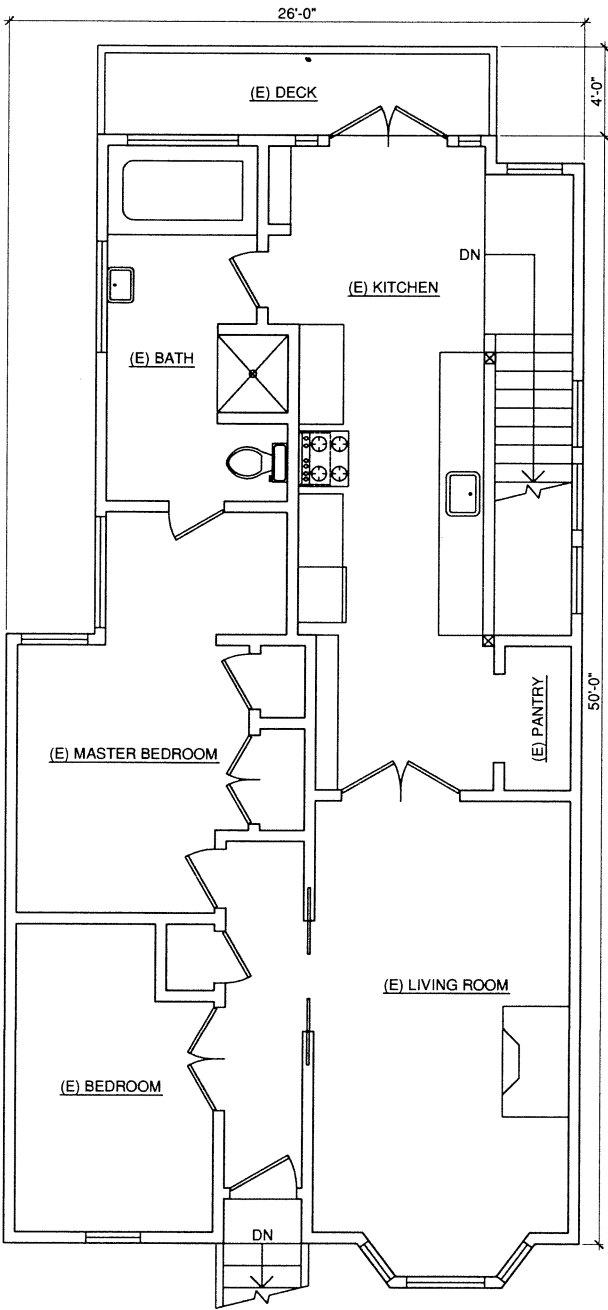 26'-0"
(E) DECK
4'-0"
DN
(E) KITCHEN
(E) BATH
50'-0"
(E) PANTRY
(E) MASTER BEDROOM
(E) LIVING ROOM
(E) BEDROOM
DN